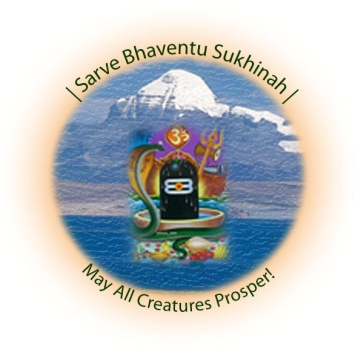 | Sarve Bhaventu Sukhinah |
ॐ
May All Creatures Prosper!